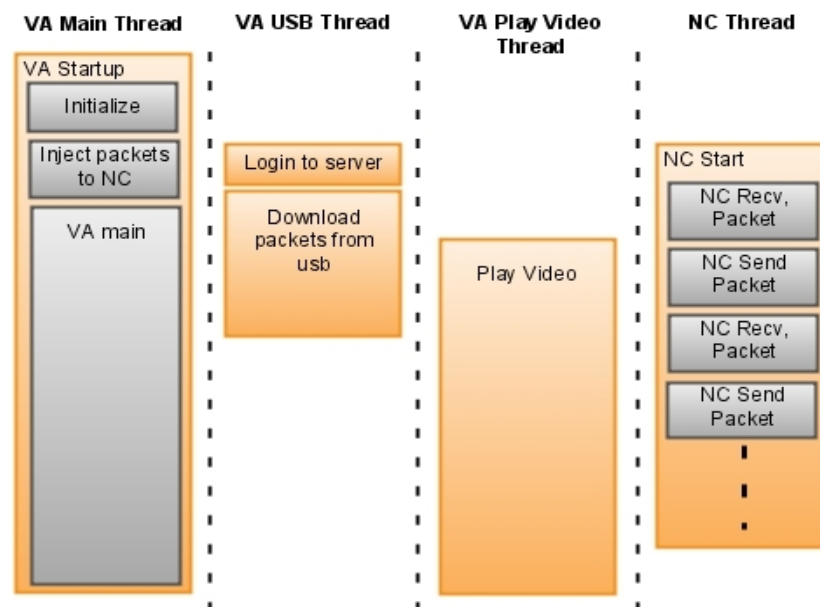 VA Main Thread
VA USB Thread
VA Play Video
Thread
NC Thread
VA Startup
Initialize
Inject packets
to NC
VA main
Login to server
Download
packets from
usb
Play Video
NC Start
NC Recv,
Packet
NC Send
Packet
NC Recv,
Packet
NC Send
Packet